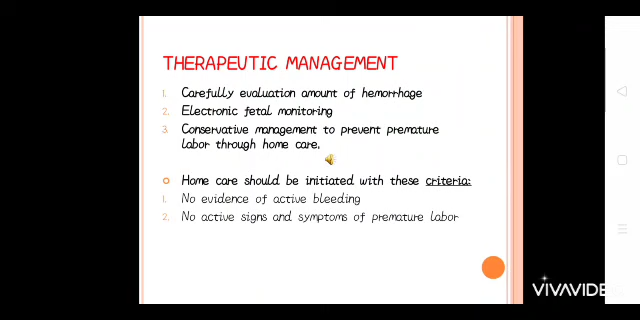 THERAPEUTIC MANAGEMENT
1. Carefully evaluation amount of hemorrhage
2. Electronic fetal monitoring
3. Conservative management to prevent premature
labor through home care.
Home care should be initiated with these criteria:
1. No evidence of active bleeding
2. No active signs and symptoms of premature labor
VIVAVIDE